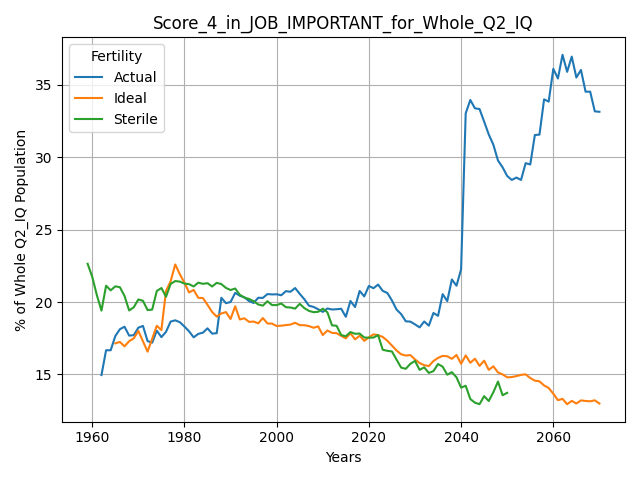 Score_4_in_JOB_IMPORTANT_for_Whole_Q2_IQ
Fertility
Actual
Ideal
Sterile
% of Whole Q2_IQ Population
35
30
25
20
15
1960 1980 2000 2020 2040 2060
Years